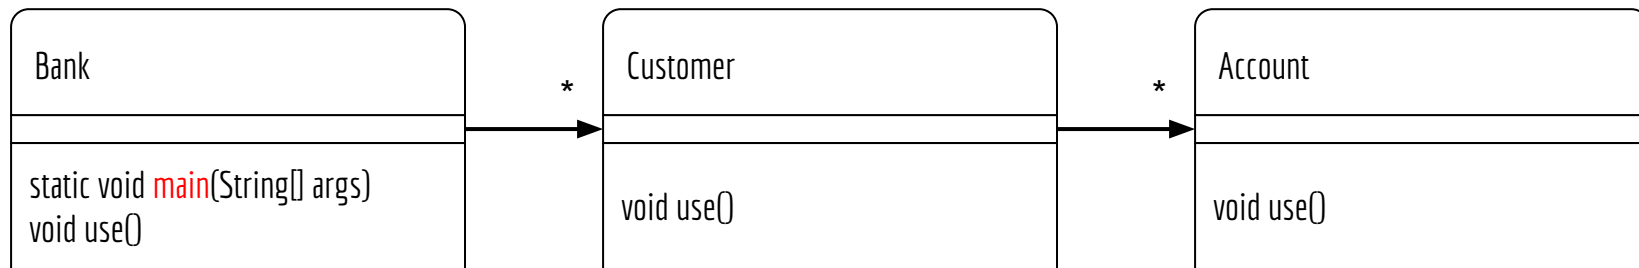 Bank
static void main(String[] args)
void use()
*
Customer
void use()
*
Account
void use()